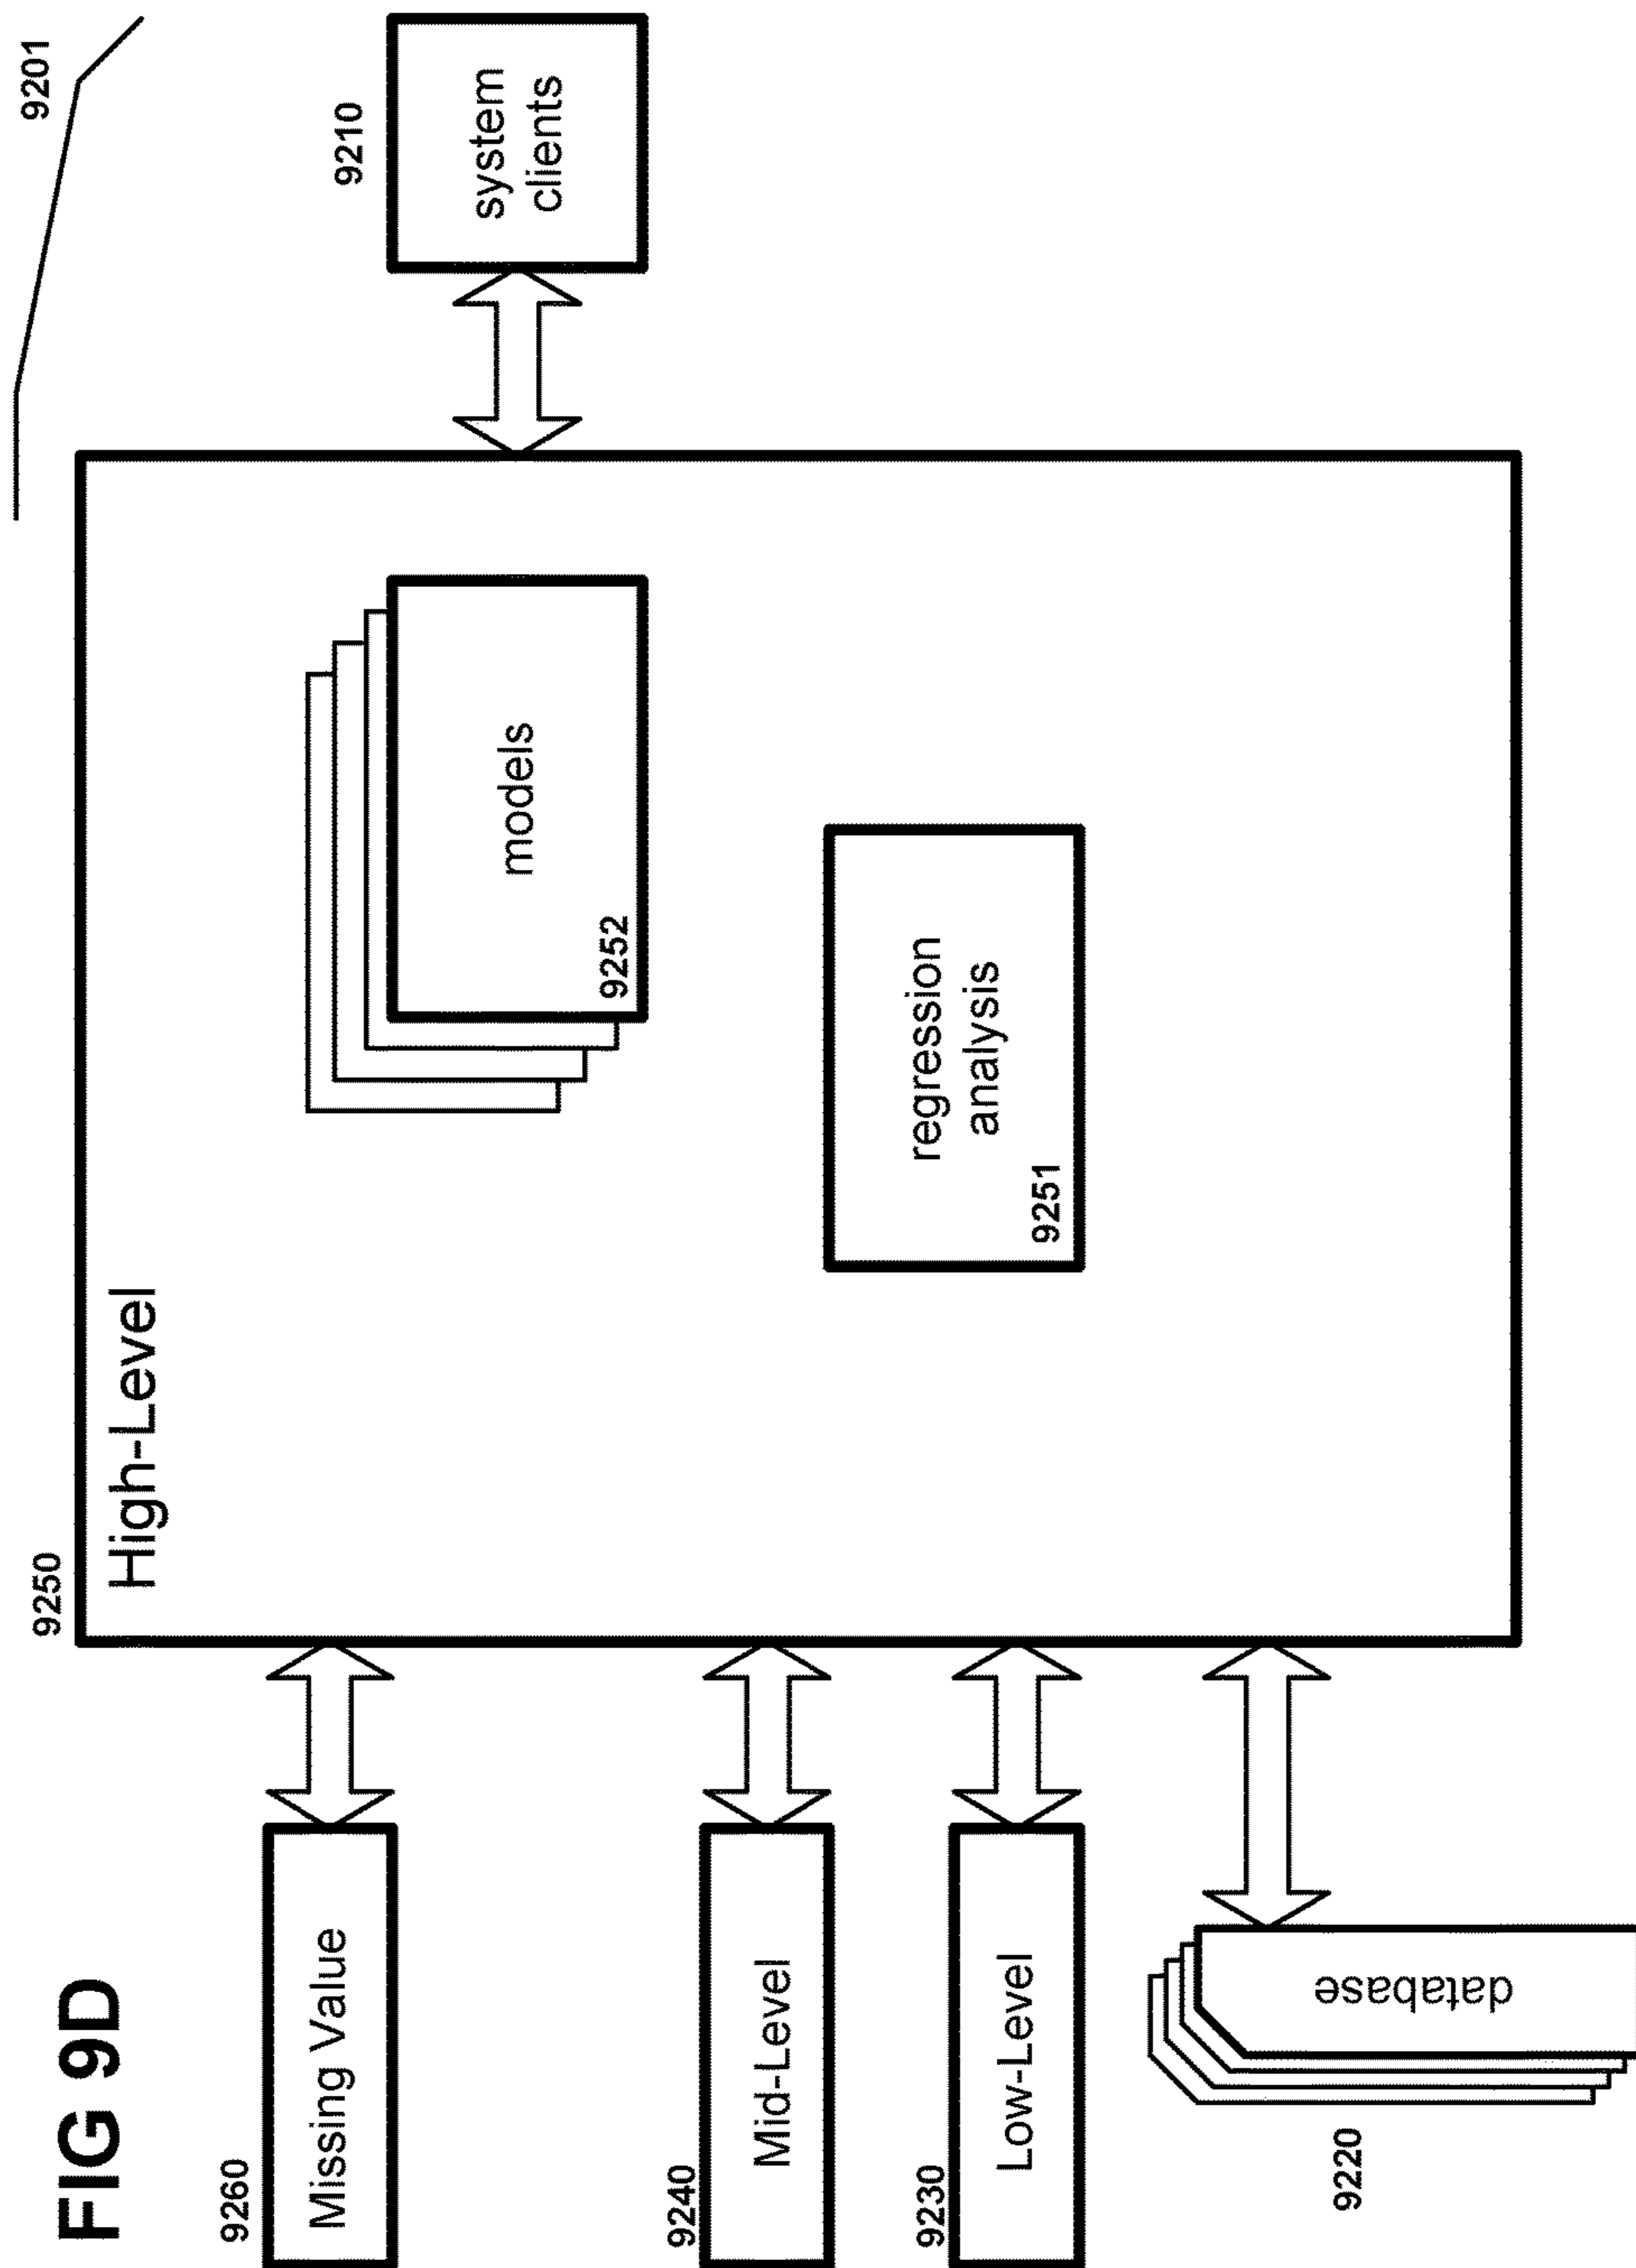 FIG 9D
9201
9250
High-Level
9260
Missing Value
9210
system
clients
models
9252
9240
Mid-Level
regression
analysis
9251
9230
Low-Level
database
9220